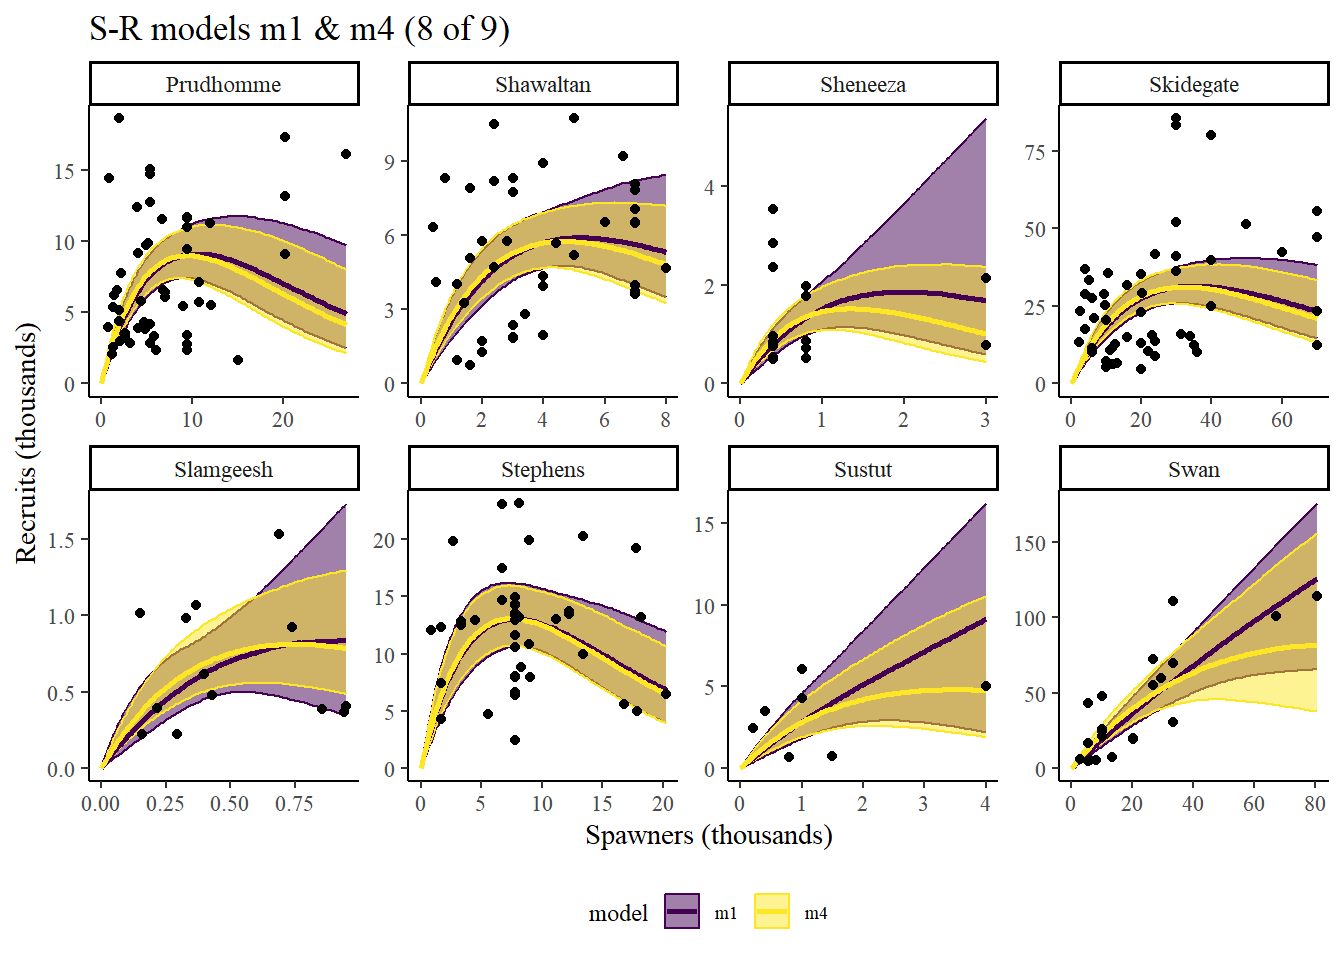 S-R models m1 & m4 (8 of 9)
Prudhomme Shawaltan Sheneeza Skidegate
15 10 5 0
9 6 3 0
4 2 0
75 50 25 0
0 10 20
0 2 4 6 8
0 1 2 3
0 20 40 60
Slamgeesh Stephens Sustut Swan
1.5 1.0 0.5 0.0
20 15 10 5 0
15 10 5 0
150 100 50 0
0.00 0.25 0.50 0.75
0 5 10 15 20
0 1 2 3 4
0 20 40 60 80
Recruits (thousands)
Spawners (thousands)
model m1 m4